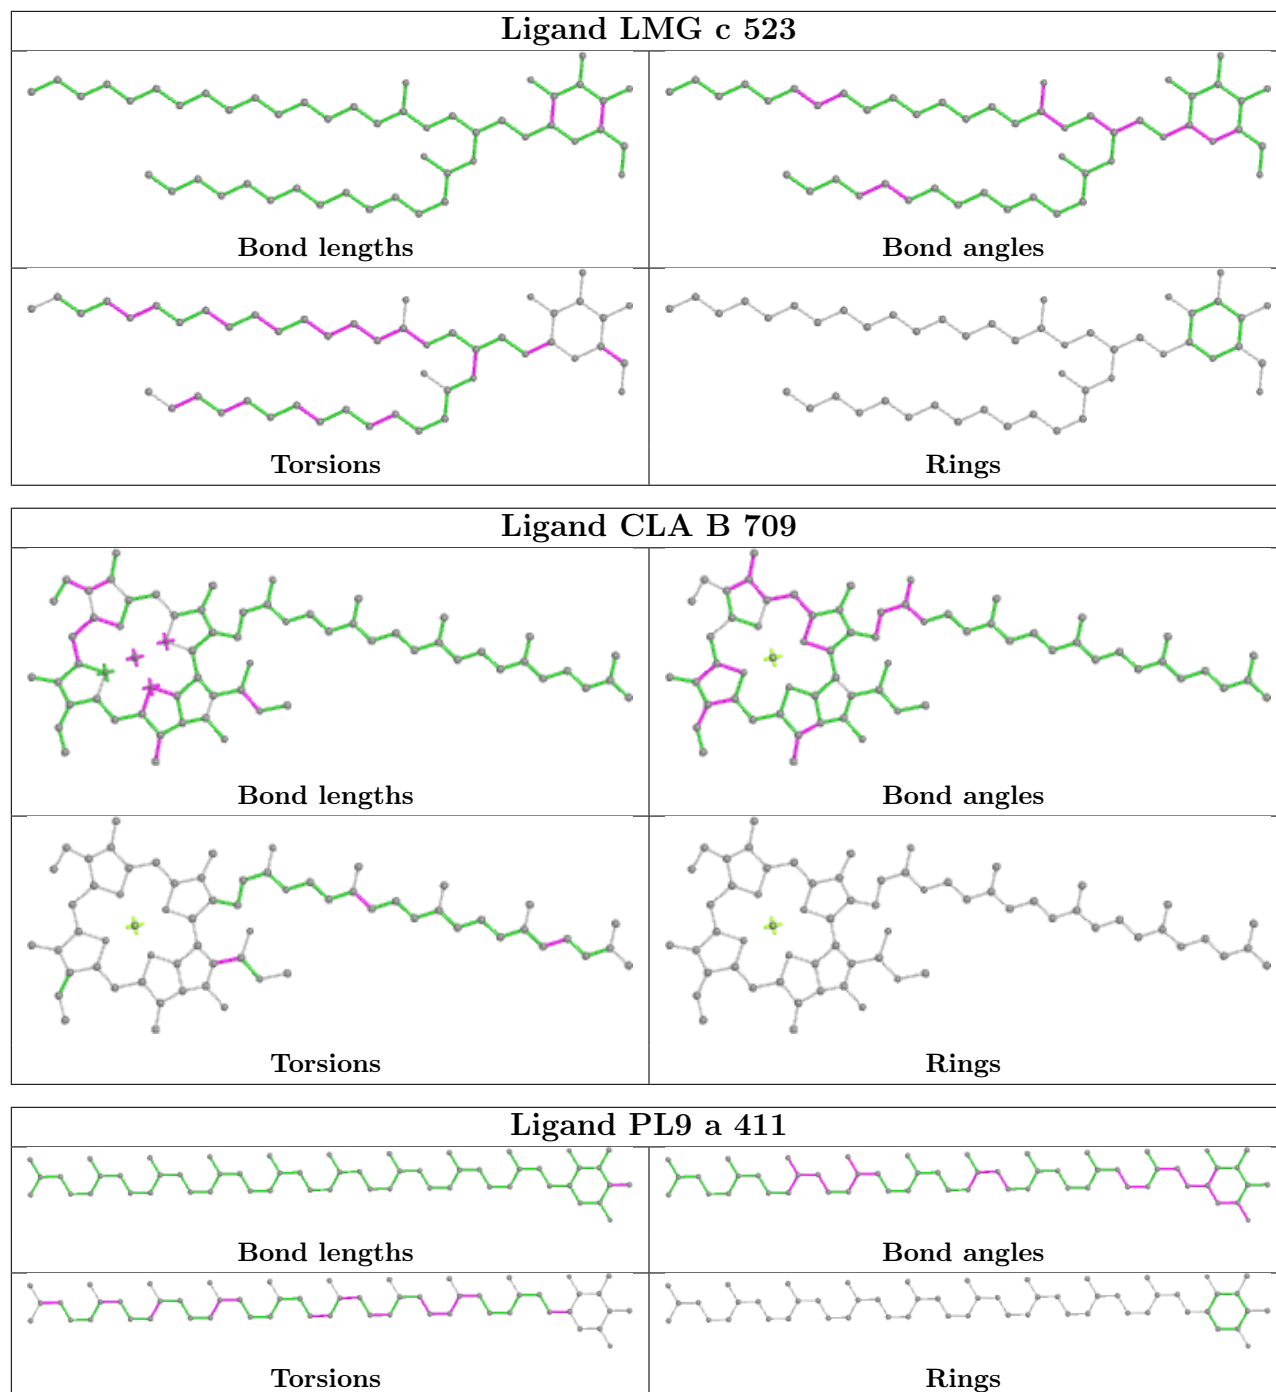 Ligand LMG c 523
Bond lengths
Bond angles
Torsions
Rings
Ligand CLA B 709
Bond lengths
Bond angles
Torsions
Rings
Ligand PL9 a 411
Bond lengths
Bond angles
Torsions
Rings